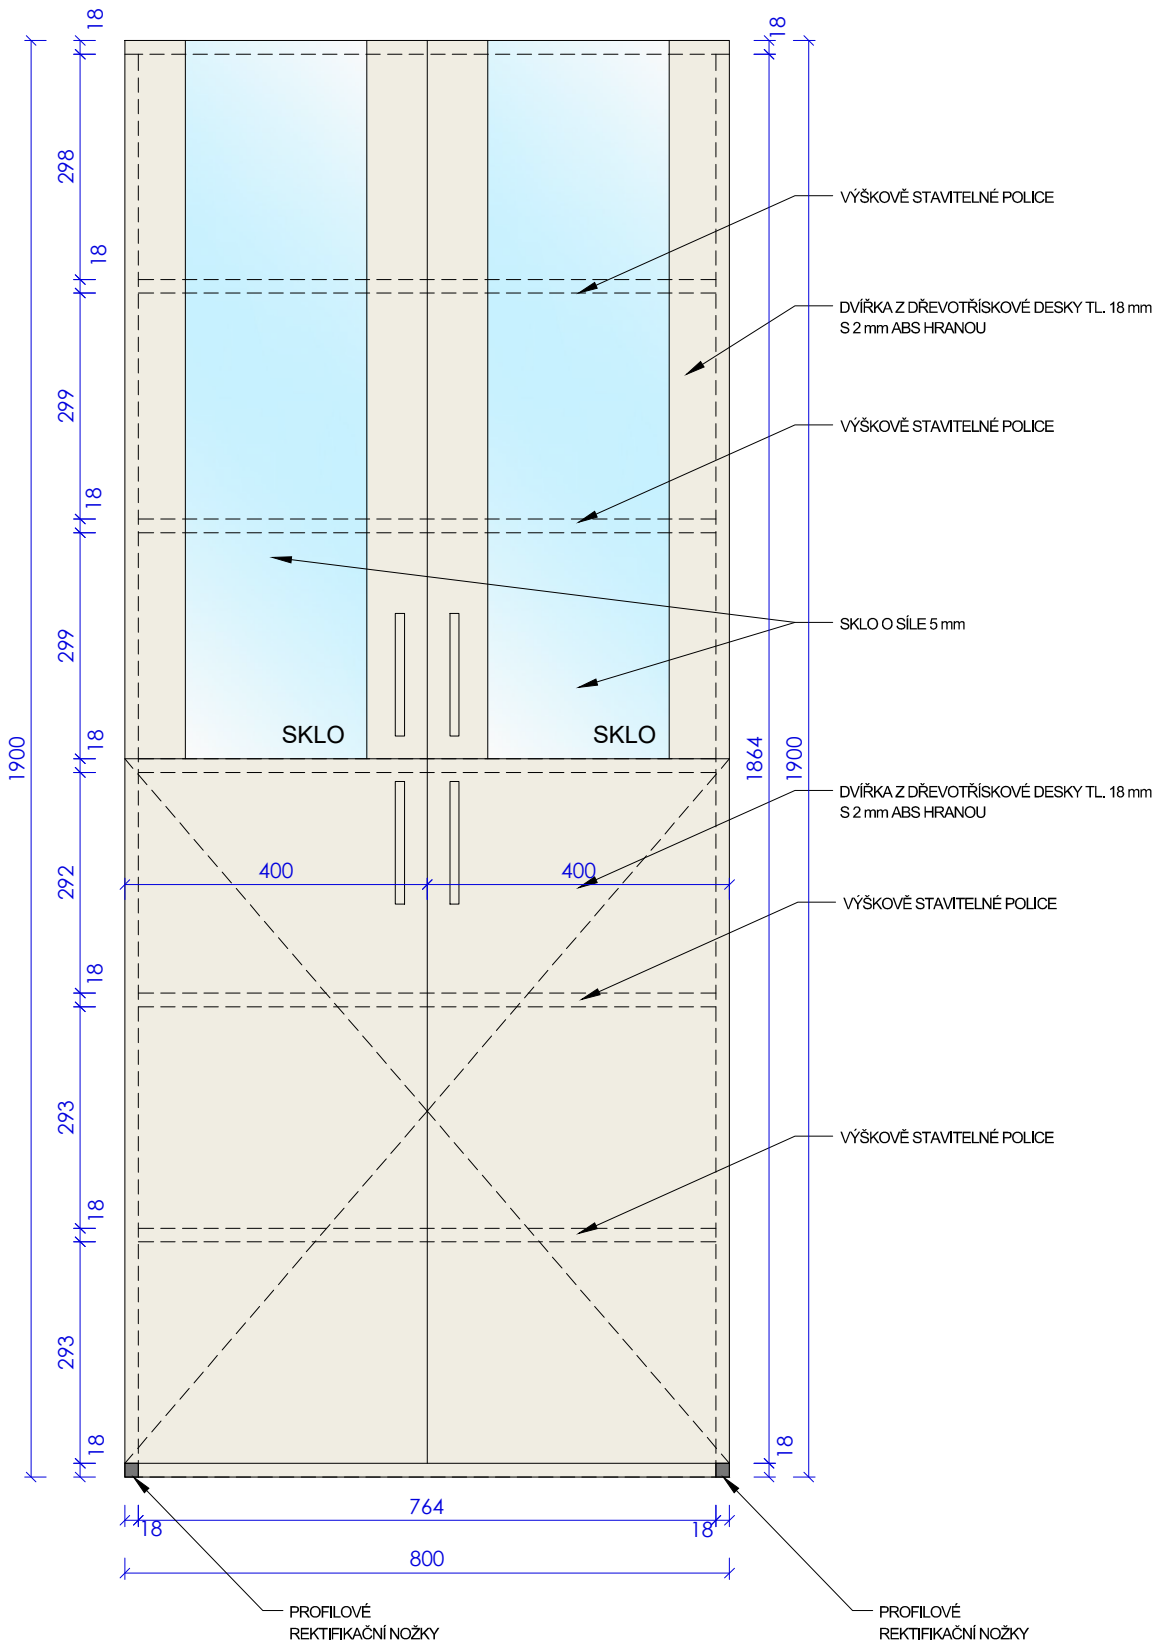 18
18
298
VÝŠKOVĚ STAVITELNÉ POLICE
18
DVÍŘKA Z DŘEVOTŘÍSKOVÉ DESKY TL. 18 mm
S 2 mm ABS HRANOU
299
VÝŠKOVĚ STAVITELNÉ POLICE
18
299
SKLO O SÍLE 5 mm
SKLO
SKLO
18
1900
1864
1900
DVÍŘKA Z DŘEVOTŘÍSKOVÉ DESKY TL. 18 mm
S 2 mm ABS HRANOU
292
400
400
VÝŠKOVĚ STAVITELNÉ POLICE
18
293
VÝŠKOVĚ STAVITELNÉ POLICE
18
293
18
18
764
18
18
800
PROFILOVÉ
REKTIFIKAČNÍ NOŽKY
PROFILOVÉ
REKTIFIKAČNÍ NOŽKY